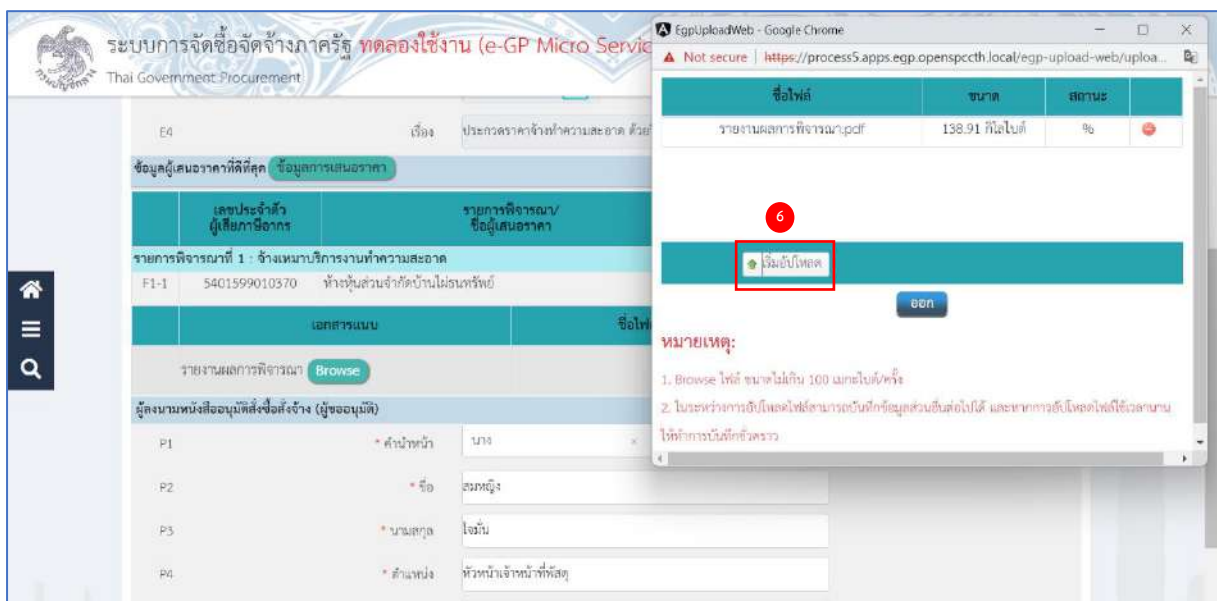 ระบบการจัดซื้อจัดจ้างภาครัฐ ทดลองใช้งาน (e-GP Micro Servic
Thai Government Procurement
E4 เรื่อง ประกวดราคาจ้างทำความสะอาด ด้วย
ข้อมูลผู้เสนอราคาที่ดีที่สุด ข้อมูลการเสนอราคา
เลขประจำตัว
ผู้เสียภาษีอากร
รายการพิจารณา/
ชื่อผู้เสนอราคา
รายการพิจารณาที่ 1 : จ้างเหมาบริการงานทำความสะอาด
F1-1 5401599010370 ห้างหุ้นส่วนจำกัดบ้านไผ่ธนทรัพย์
เอกสารแนบ ชื่อไฟ
รายงานผลการพิจารณา Browse
ผู้ลงนามหนังสืออนุมัติสั่งซื้อสั่งจ้าง (ผู้ขออนุมัติ)
P1 * คำนำหน้า นาง ×
P2 * ชื่อ สมหญิง
P3 * นามสกุล ใจมั่น
P4 * ตำแหน่ง หัวหน้าเจ้าหน้าที่พัสดุ
EgpUploadWeb - Google Chrome
Not secure | https://process5.apps.egp.openspccth.local/egp-upload-web/uploa...
ชื่อไฟล์ ขนาด สถานะ
รายงานผลการพิจารณา.pdf 138.91 กิโลไบต์ %
6
เริ่มอัปโหลด
ออก
หมายเหตุ:
1. Browse ไฟล์ ขนาดไม่เกิน 100 เมกะไบต์/ครั้ง
2. ในระหว่างการอัปโหลดไฟล์สามารถบันทึกข้อมูลส่วนอื่นต่อไปได้ และหากการอัปโหลดไฟล์ใช้เวลานาน
ให้ทำการบันทึกชั่วคราว